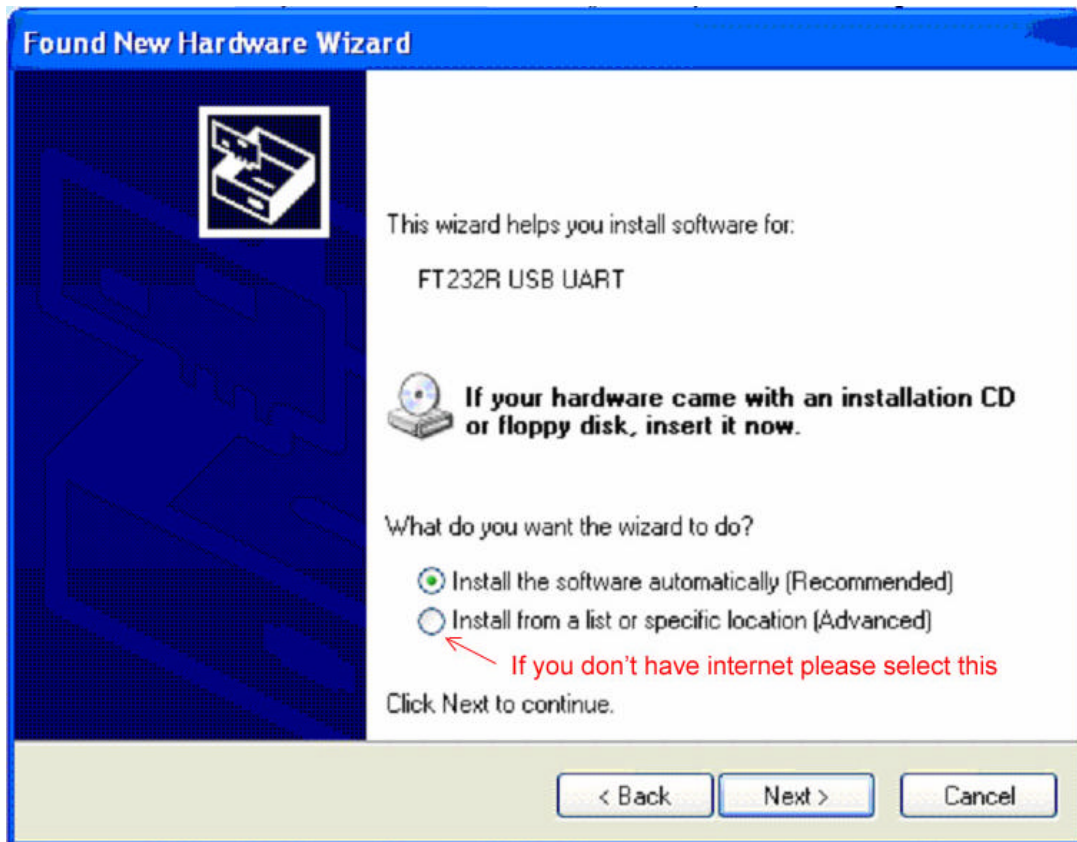 Found New Hardware Wizard
This wizard helps you install software for:
FT232R USB UART
If your hardware came with an installation CD
or floppy disk, insert it now.
What do you want the wizard to do?
Install the software automatically (Recommended)
Install from a list or specific location (Advanced)
If you don't have internet please select this
Click Next to continue.
< Back
Next >
Cancel